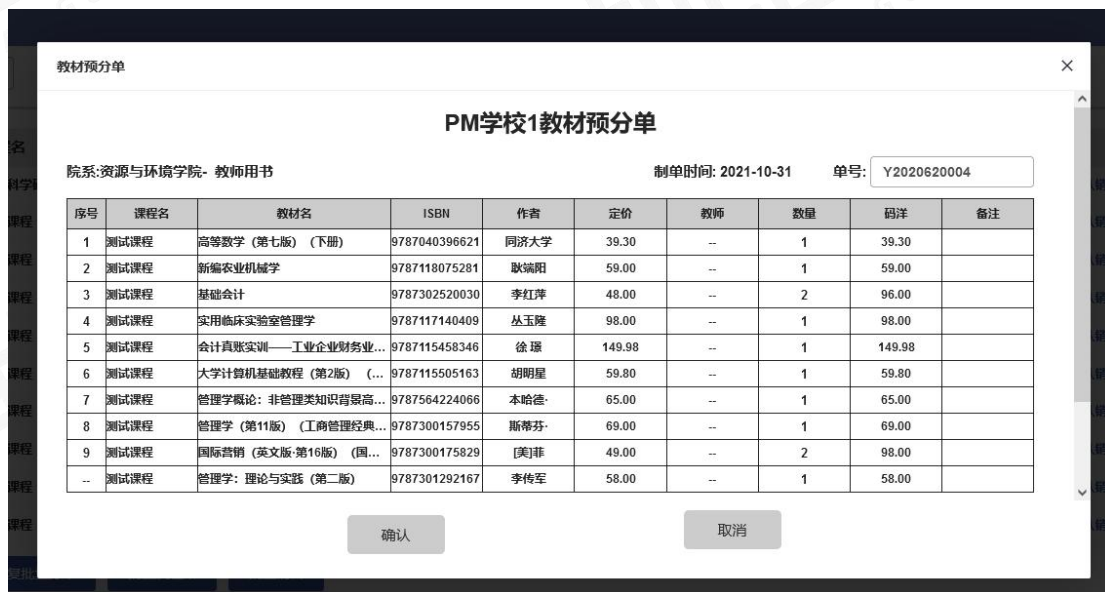 教材预分单 ×
PM学校1教材预分单
院系:资源与环境学院- 教师用书 制单时间: 2021-10-31 单号: Y2020620004
序号 课程名 教材名 ISBN 作者 定价 教师 数量 码洋 备注
1 测试课程 高等数学（第七版）（下册） 9787040396621 同济大学 39.30 -- 1 39.30
2 测试课程 新编农业机械学 9787118075281 耿端阳 59.00 -- 1 59.00
3 测试课程 基础会计 9787302520030 李红萍 48.00 -- 2 96.00
4 测试课程 实用临床实验室管理学 9787117140409 丛玉隆 98.00 -- 1 98.00
5 测试课程 会计真账实训——工业企业财务业... 9787115458346 徐璟 149.98 -- 1 149.98
6 测试课程 大学计算机基础教程（第2版）（... 9787115505163 胡明星 59.80 -- 1 59.80
7 测试课程 管理学概论：非管理类知识背景高... 9787564224066 本哈德· 65.00 -- 1 65.00
8 测试课程 管理学（第11版）（工商管理经典... 9787300157955 斯蒂芬· 69.00 -- 1 69.00
9 测试课程 国际营销（英文版·第16版）（国... 9787300175829 [美]菲 49.00 -- 2 98.00
-- 测试课程 管理学：理论与实践（第二版） 9787301292167 李传军 58.00 -- 1 58.00
确认 取消